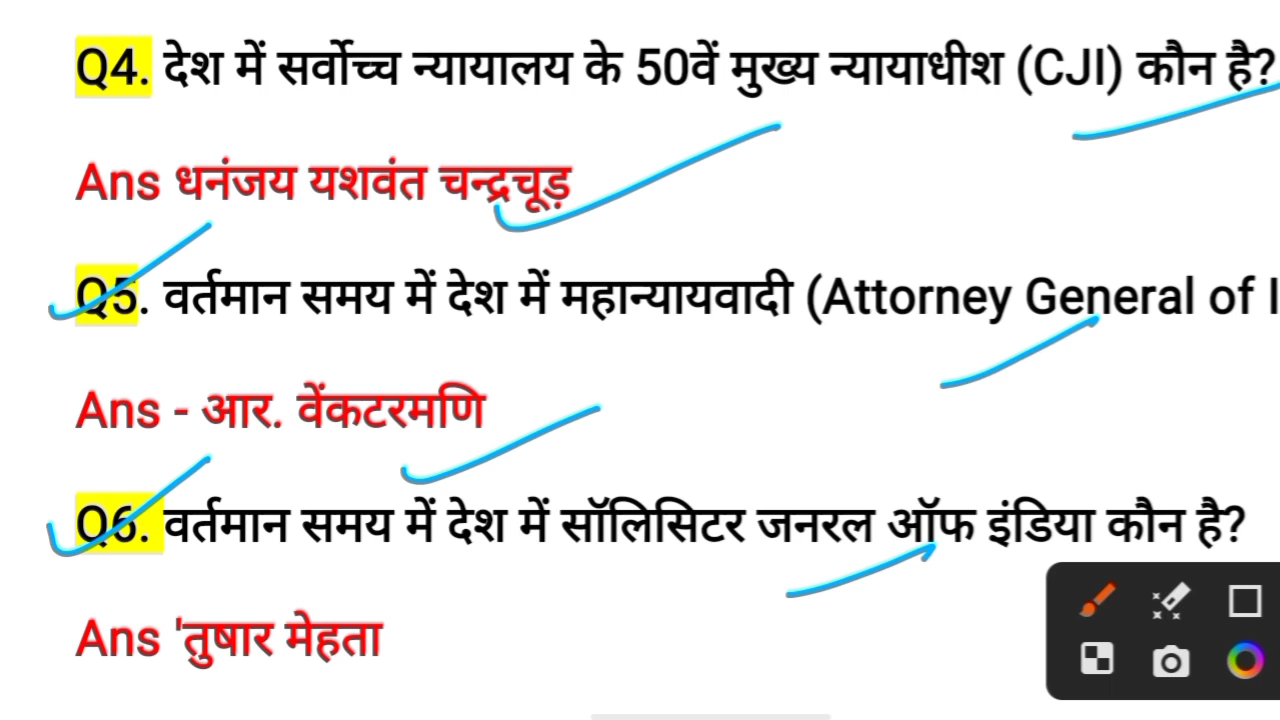 Q4. देश में सर्वोच्च न्यायालय के 50वें मुख्य न्यायाधीश (CJI) कौन है?
Ans धनंजय यशवंत चन्द्रचूड़
Q5. वर्तमान समय में देश में महान्यायवादी (Attorney General of I
Ans - आर. वेंकटरमणि
Q6. वर्तमान समय में देश में सॉलिसिटर जनरल ऑफ इंडिया कौन है?
Ans 'तुषार मेहता